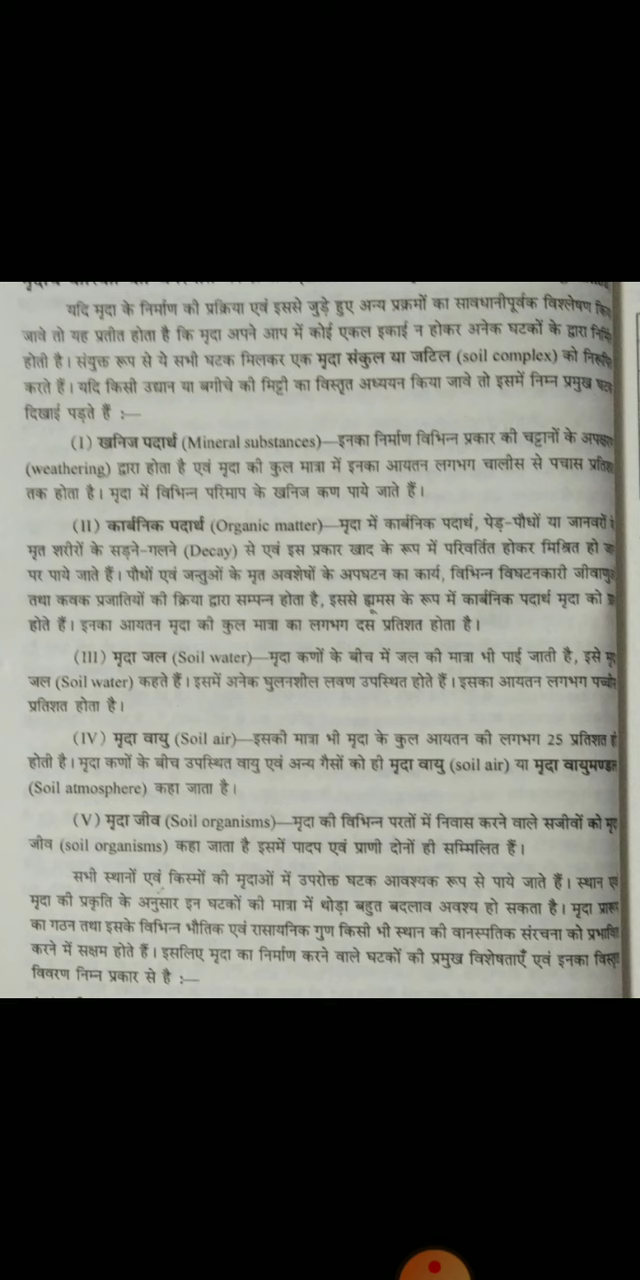 यदि मृदा के निर्माण की प्रक्रिया एवं इससे जुड़े हुए अन्य प्रक्रमों का सावधानीपूर्वक विश्लेषण
जावे तो यह प्रतीत होता है कि मृदा अपने आप में कोई एकल इकाई न होकर अनेक घटकों के द्वारा
होती है। संयुक्त रूप से ये सभी घटक मिलकर एक मृदा संकुल या जटिल (soil complex) को
करते हैं। यदि किसी उद्यान या बगीचे की मिट्टी का विस्तृत अध्ययन किया जावे तो इसमें निम्न प्रमुख
दिखाई पड़ते हैं :—
(I) खनिज पदार्थ (Mineral substances)—इनका निर्माण विभिन्न प्रकार की चट्टानों के
(weathering) द्वारा होता है एवं मृदा की कुल मात्रा में इनका आयतन लगभग चालीस से पचास
तक होता है। मृदा में विभिन्न परिमाप के खनिज कण पाये जाते हैं।
(II) कार्बनिक पदार्थ (Organic matter)—मृदा में कार्बनिक पदार्थ, पेड़-पौधों या जानवरों
मृत शरीरों के सड़ने-गलने (Decay) से एवं इस प्रकार खाद के रूप में परिवर्तित होकर मिश्रित हो
पर पाये जाते हैं। पौधों एवं जन्तुओं के मृत अवशेषों के अपघटन का कार्य, विभिन्न विघटनकारी
तथा कवक प्रजातियों की क्रिया द्वारा सम्पन्न होता है, इससे ह्यूमस के रूप में कार्बनिक पदार्थ मृदा को
होते हैं। इनका आयतन मृदा की कुल मात्रा का लगभग दस प्रतिशत होता है।
(III) मृदा जल (Soil water)—मृदा कणों के बीच में जल की मात्रा भी पाई जाती है, इसे
जल (Soil water) कहते हैं। इसमें अनेक घुलनशील लवण उपस्थित होते हैं। इसका आयतन लगभग
प्रतिशत होता है।
(IV) मृदा वायु (Soil air)—इसकी मात्रा भी मृदा के कुल आयतन की लगभग 25 प्रतिशत
होती है। मृदा कणों के बीच उपस्थित वायु एवं अन्य गैसों को ही मृदा वायु (soil air) या मृदा
(Soil atmosphere) कहा जाता है।
(V) मृदा जीव (Soil organisms)—मृदा की विभिन्न परतों में निवास करने वाले सजीवों को
जीव (soil organisms) कहा जाता है इसमें पादप एवं प्राणी दोनों ही सम्मिलित हैं।
सभी स्थानों एवं किस्मों की मृदाओं में उपरोक्त घटक आवश्यक रूप से पाये जाते हैं। स्थान
मृदा की प्रकृति के अनुसार इन घटकों की मात्रा में थोड़ा बहुत बदलाव अवश्य हो सकता है। मृदा
का गठन तथा इसके विभिन्न भौतिक एवं रासायनिक गुण किसी भी स्थान की वानस्पतिक संरचना को
करने में सक्षम होते हैं। इसलिए मृदा का निर्माण करने वाले घटकों की प्रमुख विशेषताएँ एवं इनका
विवरण निम्न प्रकार से है :—